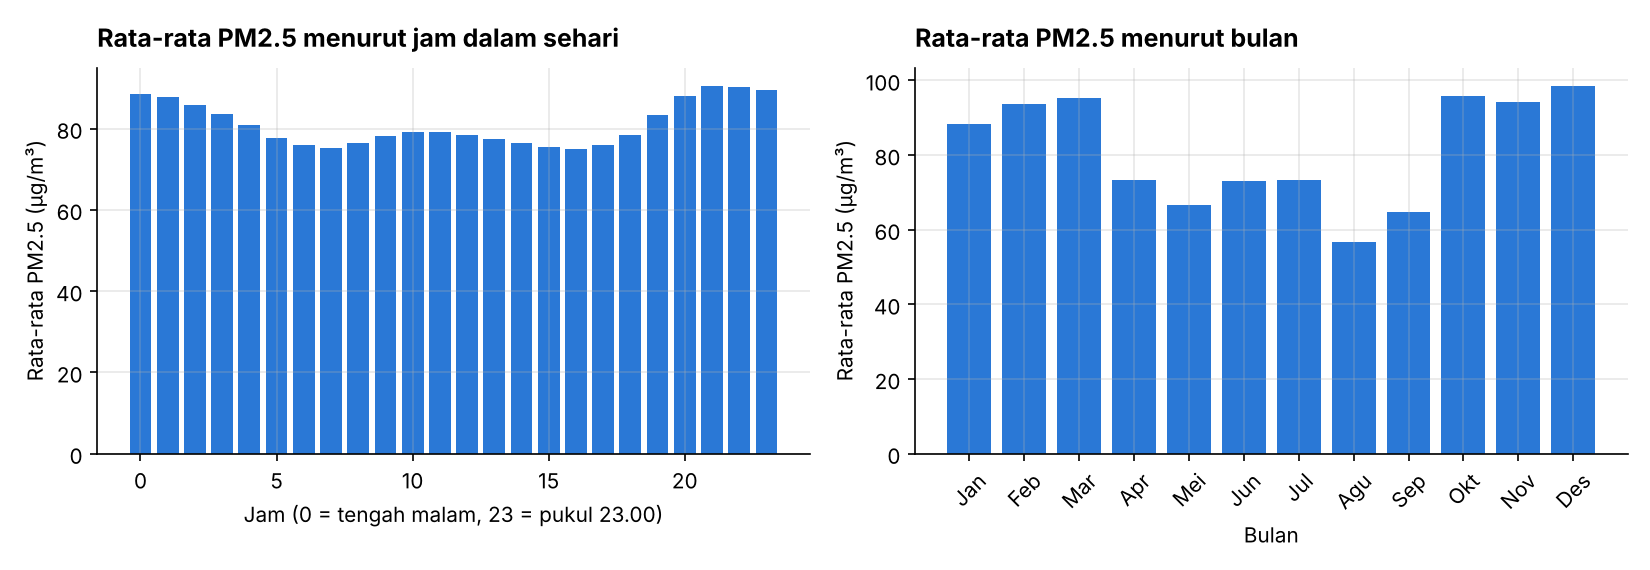 Rata-rata PM2.5 menurut jam dalam sehari
Rata-rata PM2.5 (µg/m³)
80
60
40
20
0
0 5 10 15 20
Jam (0 = tengah malam, 23 = pukul 23.00)
Rata-rata PM2.5 menurut bulan
Rata-rata PM2.5 (µg/m³)
100
80
60
40
20
0
Jan Feb Mar Apr Mei Jun Jul Agu Sep Okt Nov Des
Bulan